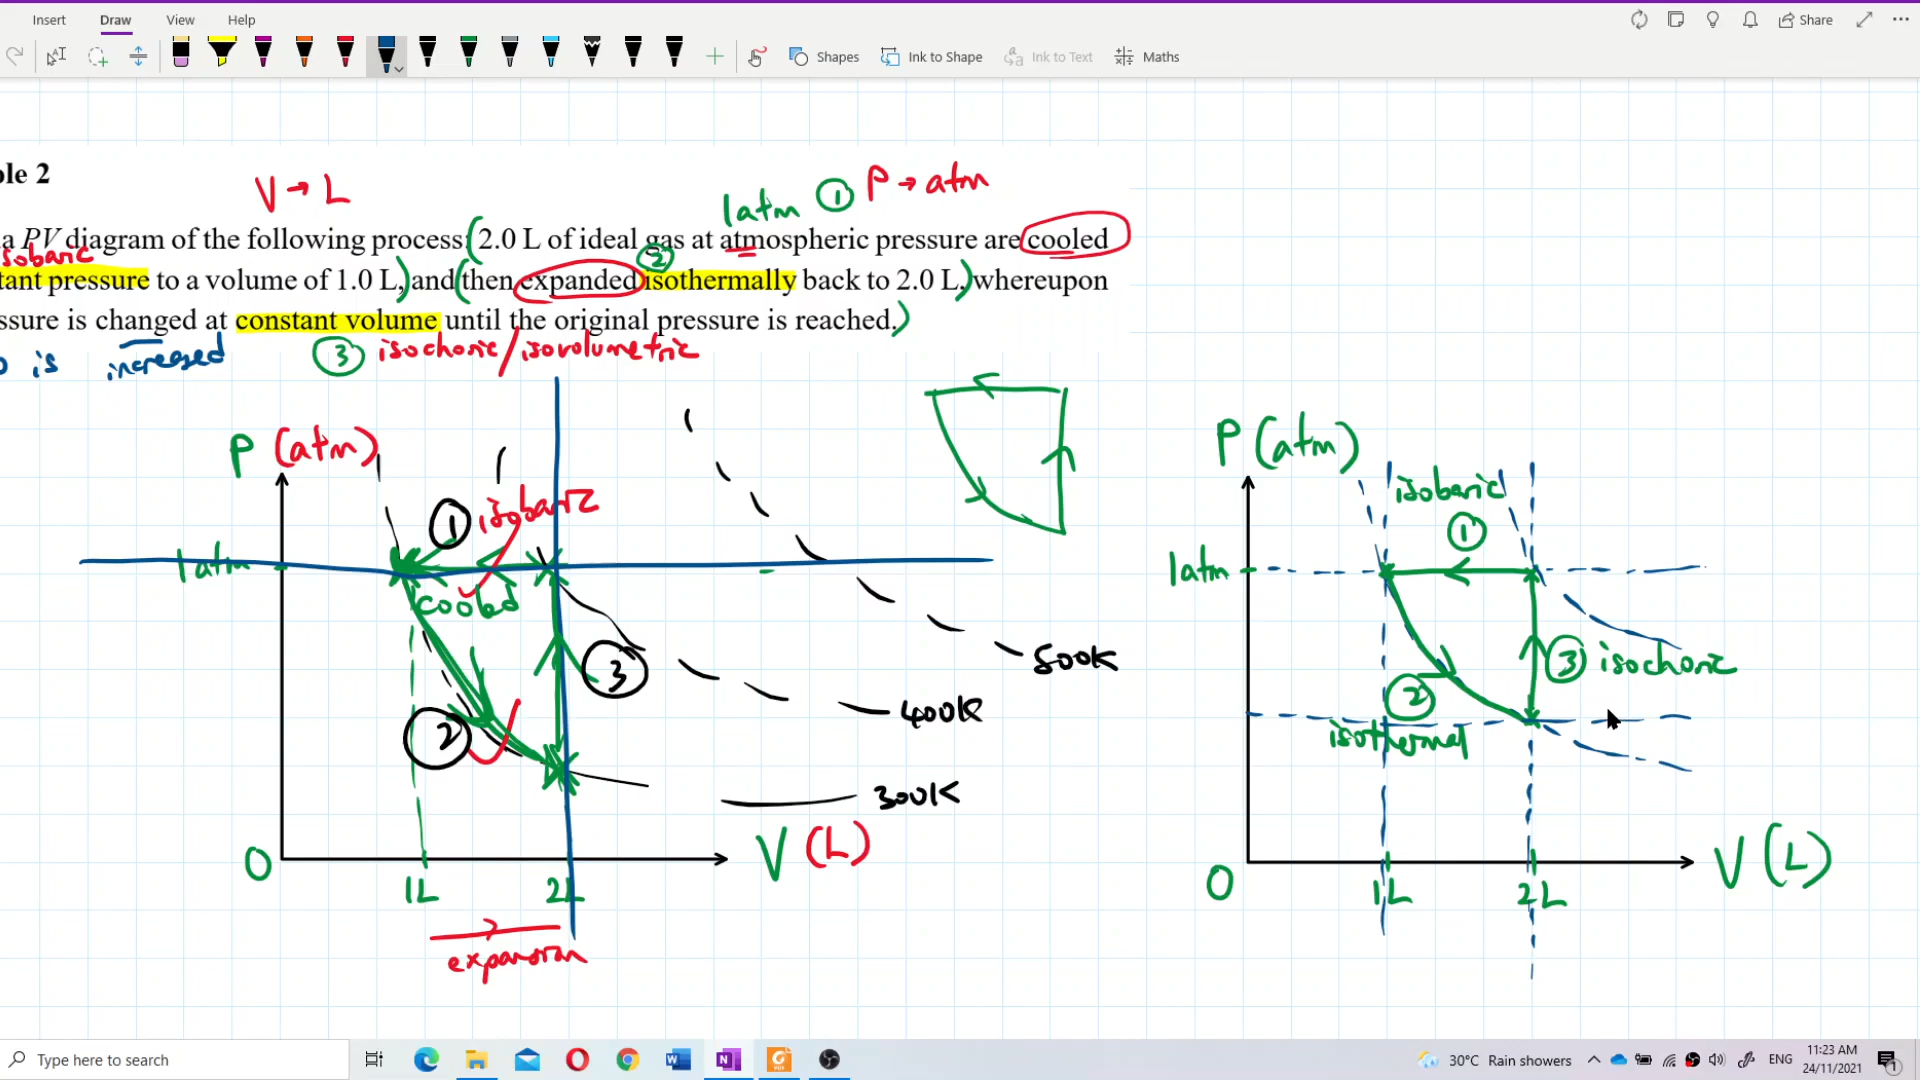 Insert Draw View Help Share
Shapes Ink to Shape Ink to Text Maths
ole 2
V → L
1atm ① P → atm
a PV diagram of the following process: (2.0 L of ideal gas at atmospheric pressure are cooled
isobaric ②
tant pressure to a volume of 1.0 L,) and (then expanded isothermally back to 2.0 L,) whereupon
ssure is changed at constant volume until the original pressure is reached.)
is increased ③ isochoric / isovolumetric
P (atm)
① isobaric
1atm
cooled
③
②
500K
400K
300K
V (L)
0
1L 2L
expansion
P (atm)
isobaric
①
1atm
③ isochoric
②
isothermal
V (L)
0
1L 2L
Type here to search
30°C Rain showers
ENG
11:23 AM
24/11/2021
1